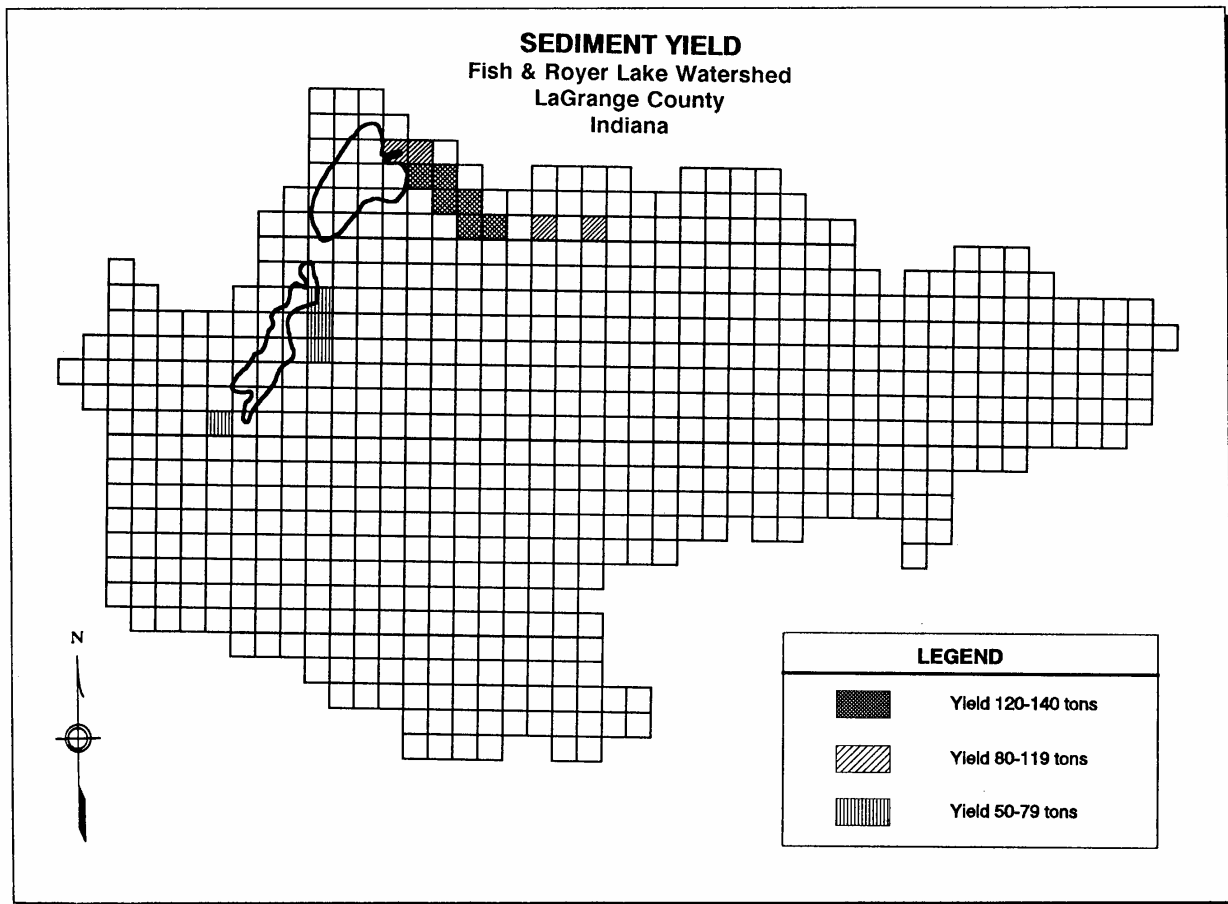 SEDIMENT YIELD
Fish & Royer Lake Watershed
LaGrange County
Indiana
N
LEGEND
Yield 120-140 tons
Yield 80-119 tons
Yield 50-79 tons